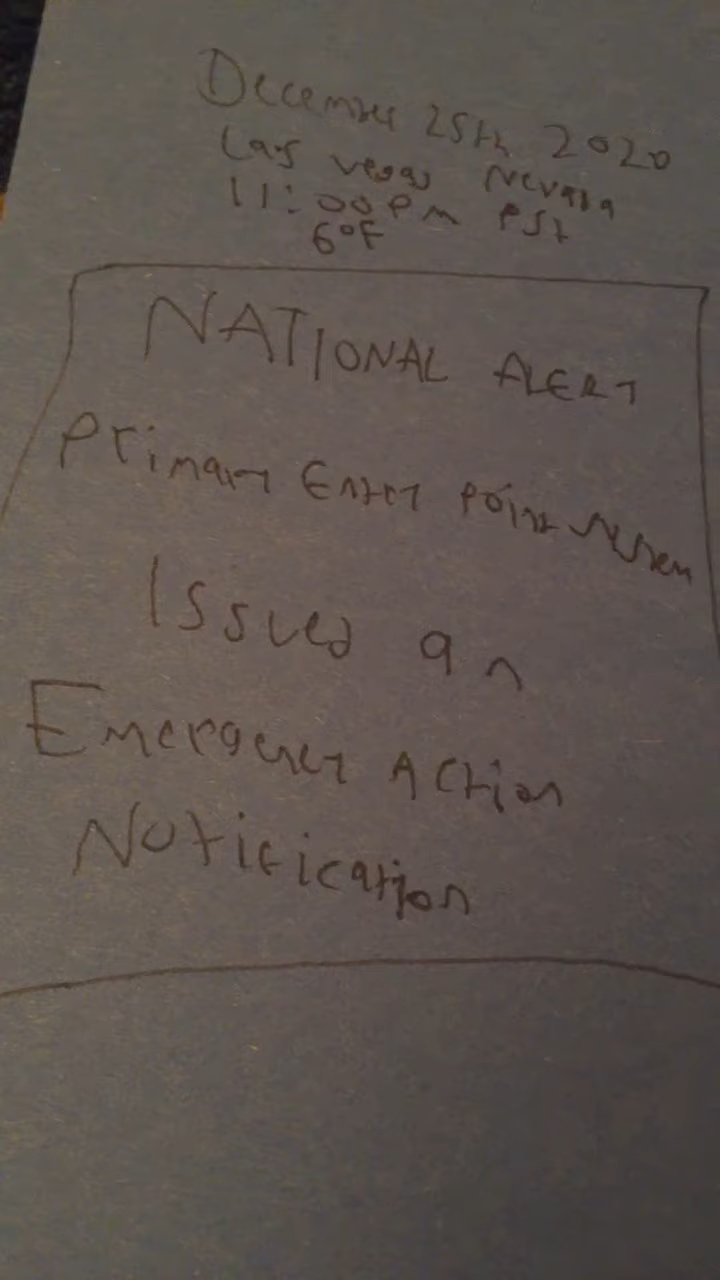 December 25th 2020
Las Vegas Nevada
11:00PM PST
6°F
NATIONAL ALERT
Primary Entry Point System
Issued an
Emergency Action
Notification